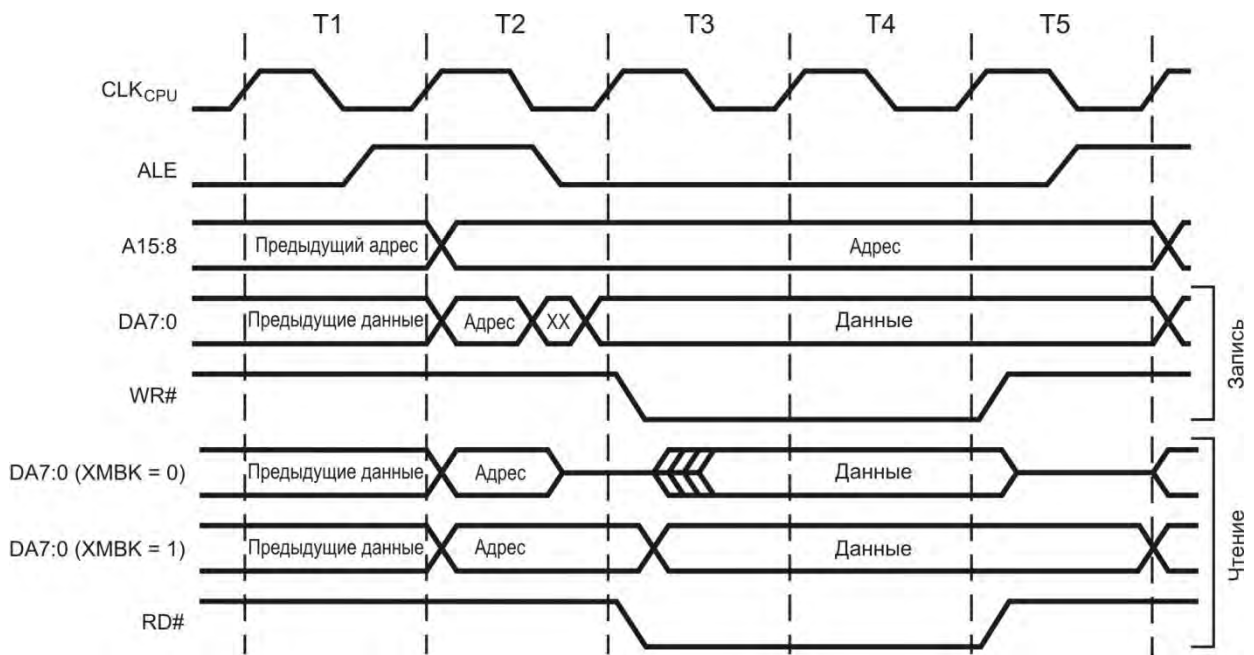 T1 T2 T3 T4 T5
CLKCPU
ALE
A15:8 Предыдущий адрес Адрес
DA7:0 Предыдущие данные Адрес XX Данные
WR#
Запись
DA7:0 (XMBK = 0) Предыдущие данные Адрес Данные
DA7:0 (XMBK = 1) Предыдущие данные Адрес Данные
RD#
Чтение